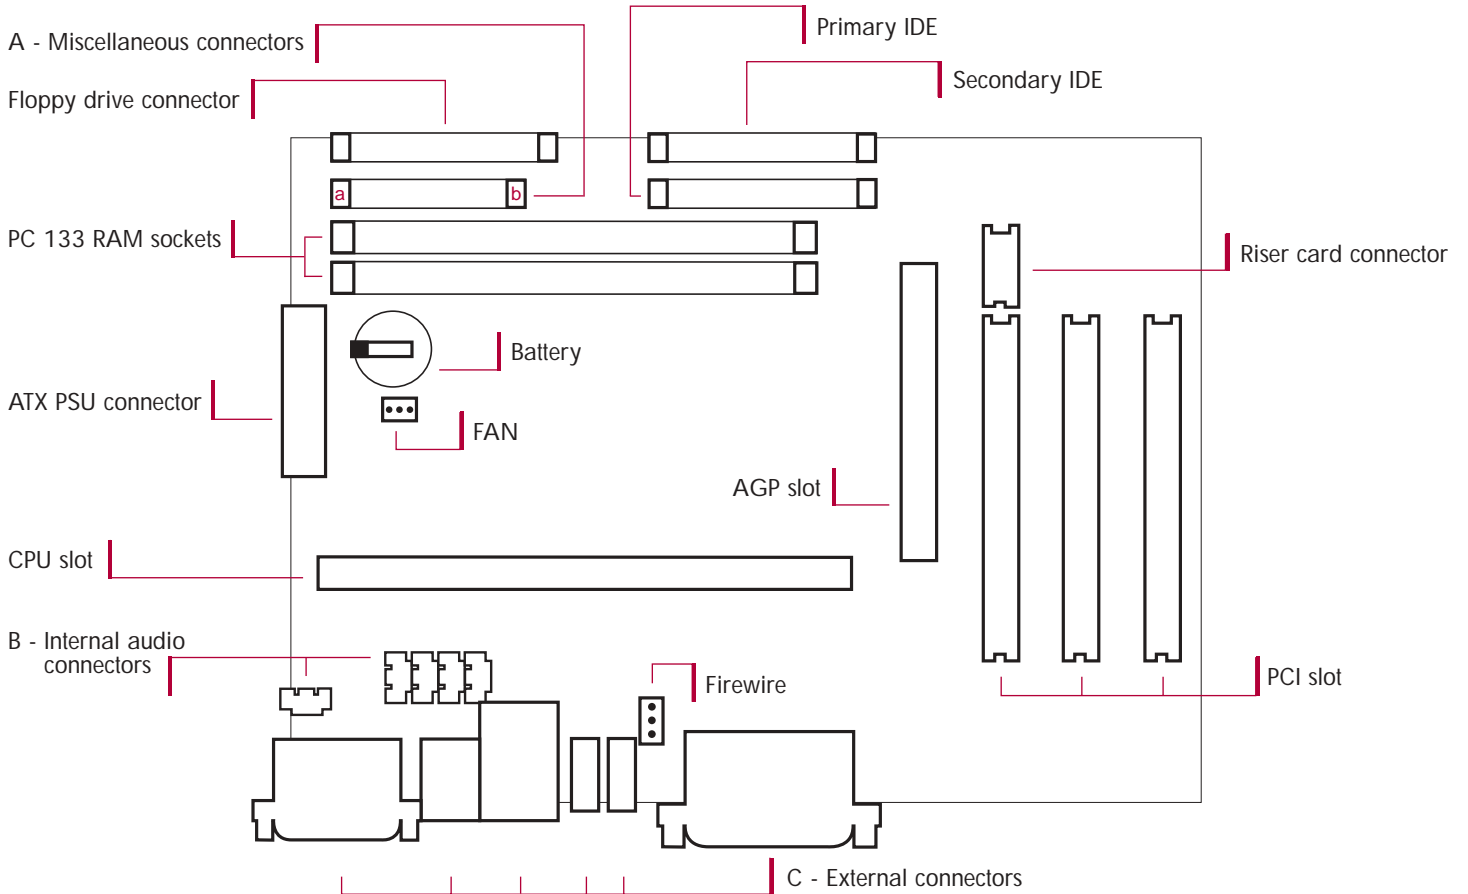 Primary IDE
A - Miscellaneous connectors
Secondary IDE
Floppy drive connector
a
b
PC 133 RAM sockets
Riser card connector
Battery
ATX PSU connector
FAN
AGP slot
CPU slot
B - Internal audio
connectors
PCI slot
Firewire
C - External connectors